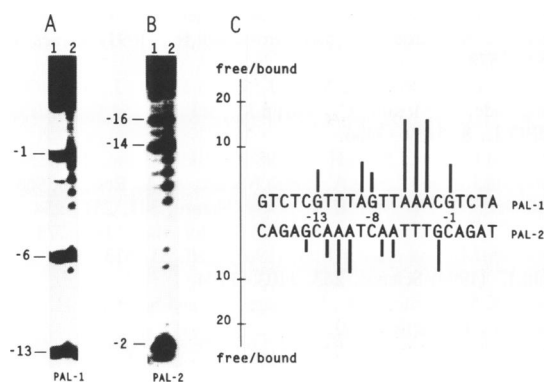 A B C
1 2 1 2
free/bound
20
10
-16
-14
-1
-6
-13
-2
GTCTCGTTTAGTTAAACGTCTA PAL-1
-13 -8 -1
CAGAGCAAATCAATTTGCAGAT PAL-2
10
20
free/bound
PAL-1 PAL-2